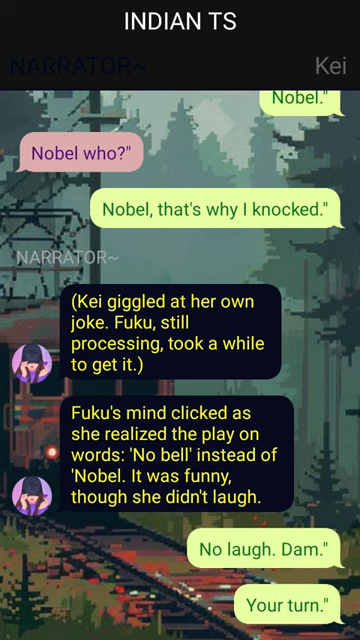 INDIAN TS
NARRATOR~
Kei
Nobel."
Nobel who?"
Nobel, that's why I knocked."
NARRATOR~
(Kei giggled at her own
joke. Fuku, still
processing, took a while
to get it.)
Fuku's mind clicked as
she realized the play on
words: 'No bell' instead of
'Nobel. It was funny,
though she didn't laugh.
No laugh. Dam."
Your turn."